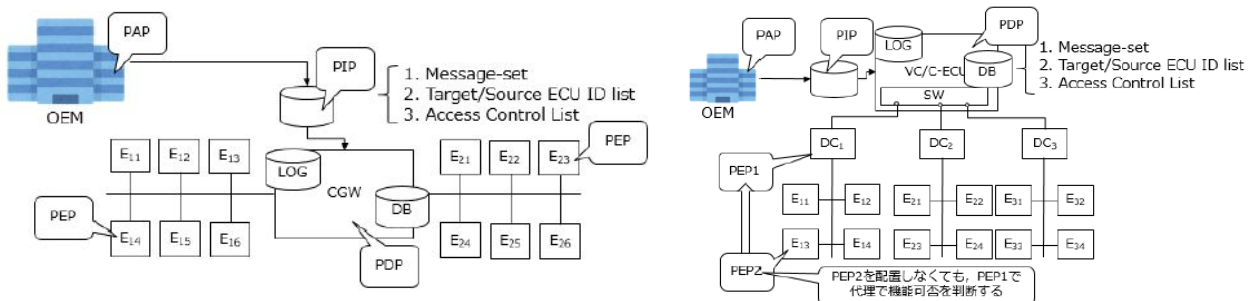 PAP
PIP
1. Message-set
2. Target/Source ECU ID list
3. Access Control List
OEM
PEP
E11
E12
E13
LOG
CGW
DB
E21
E22
E23
PEP
E14
E15
E16
E24
E25
E26
PDP
PAP
PIP
LOG
PDP
VC/C-ECU
DB
1. Message-set
2. Target/Source ECU ID list
3. Access Control List
SW
OEM
DC1
DC2
DC3
PEP1
E11
E12
E21
E22
E31
E32
E13
E14
E23
E24
E33
E34
PEP2
PEP2を配置しなくても，PEP1で
代理で機能可否を判断する